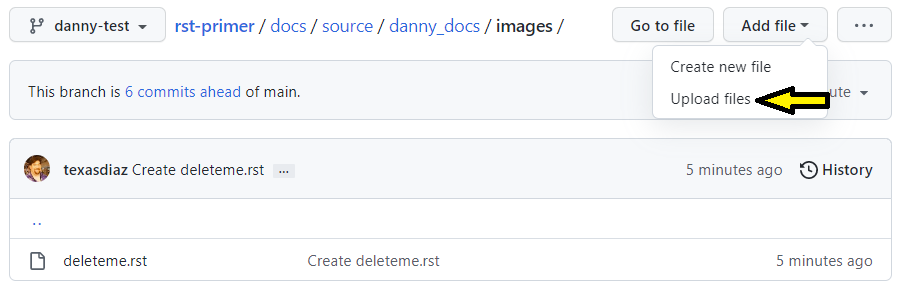 danny-test rst-primer / docs / source / danny_docs / images / Go to file Add file ...
Create new file
This branch is 6 commits ahead of main. ute
Upload files
texasdiaz Create deleteme.rst ... 5 minutes ago History
..
deleteme.rst Create deleteme.rst 5 minutes ago